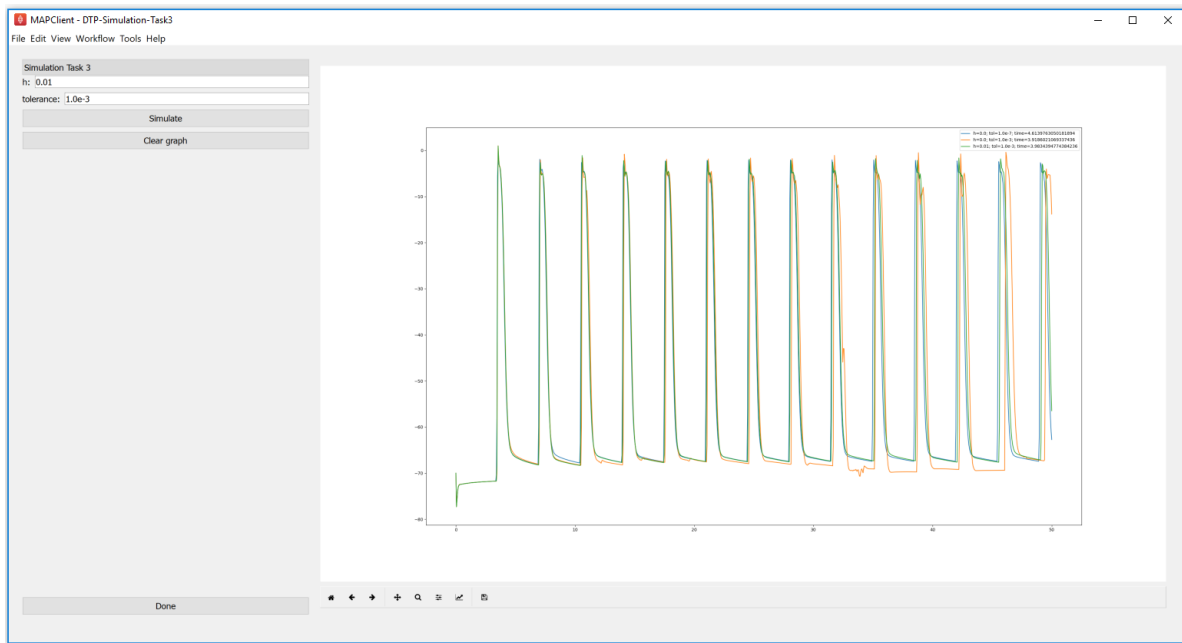 MAPClient - DTP-Simulation-Task3
File Edit View Workflow Tools Help
Simulation Task 3
h: 0.01
tolerance: 1.0e-3
Simulate
Clear graph
Done
0
−10
−20
−30
−40
−50
−60
−70
−80
0 10 20 30 40 50